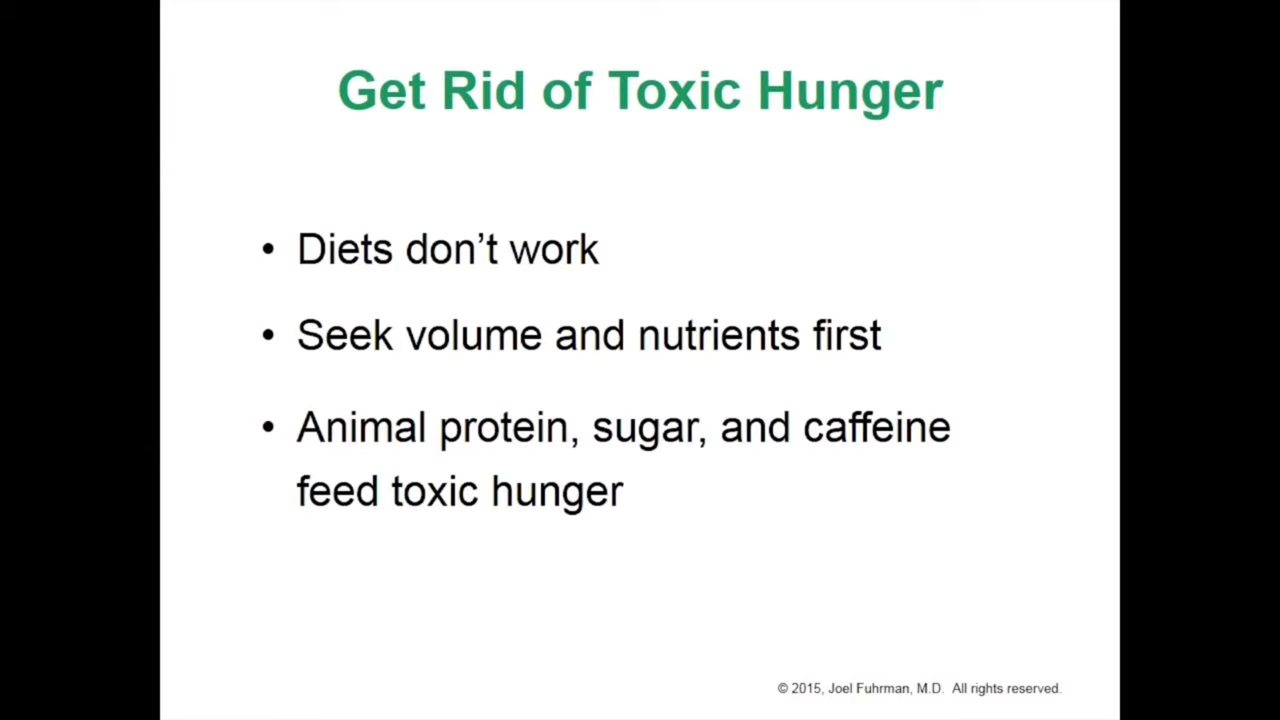 Get Rid of Toxic Hunger
• Diets don’t work
• Seek volume and nutrients first
• Animal protein, sugar, and caffeine
feed toxic hunger
© 2015, Joel Fuhrman, M.D. All rights reserved.